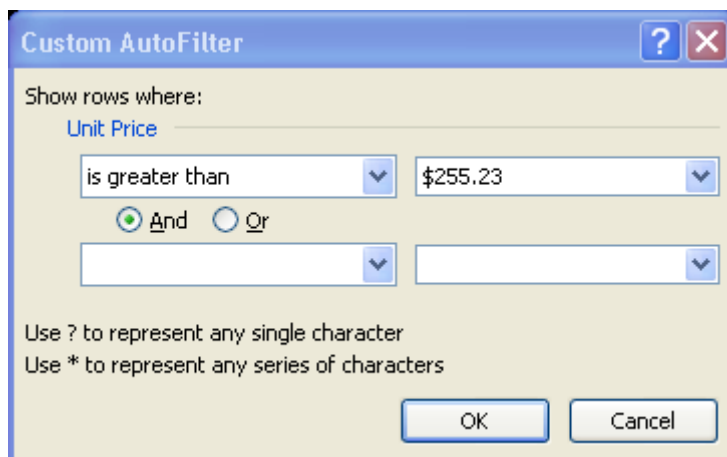 Custom AutoFilter
Show rows where:
Unit Price
is greater than $255.23
And Or
Use ? to represent any single character
Use * to represent any series of characters
OK Cancel